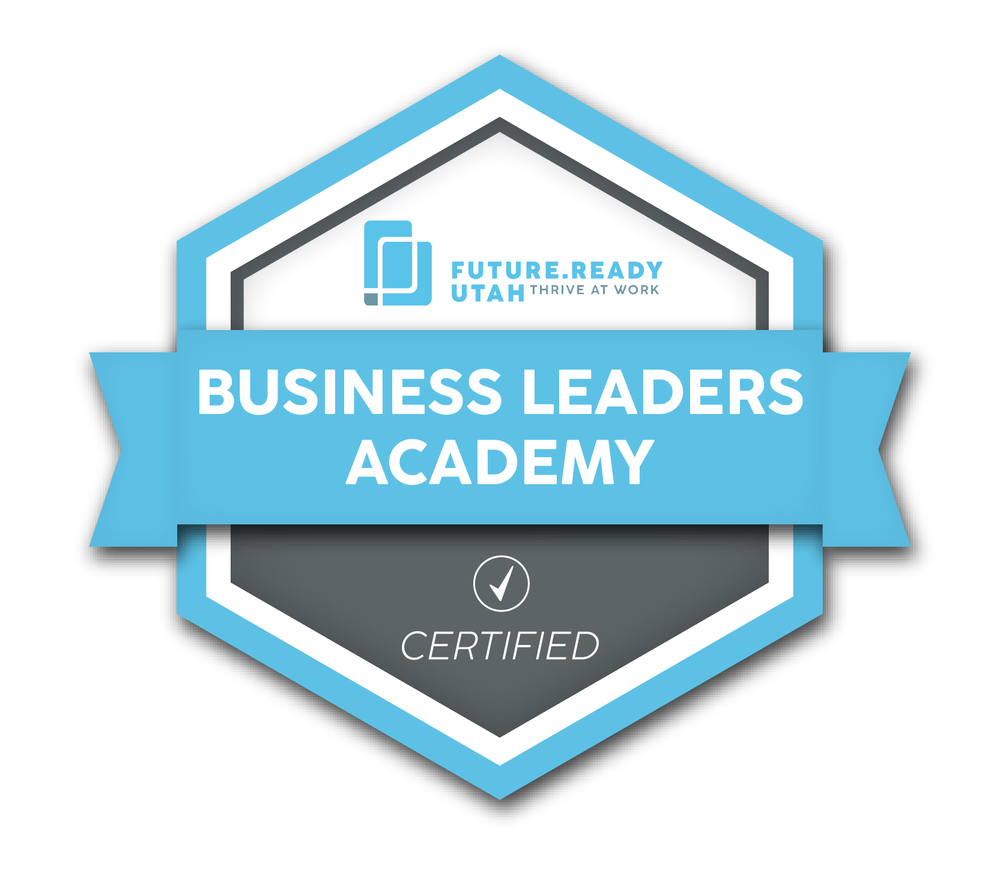 FUTURE.READY
UTAH THRIVE AT WORK
BUSINESS LEADERS
ACADEMY
CERTIFIED